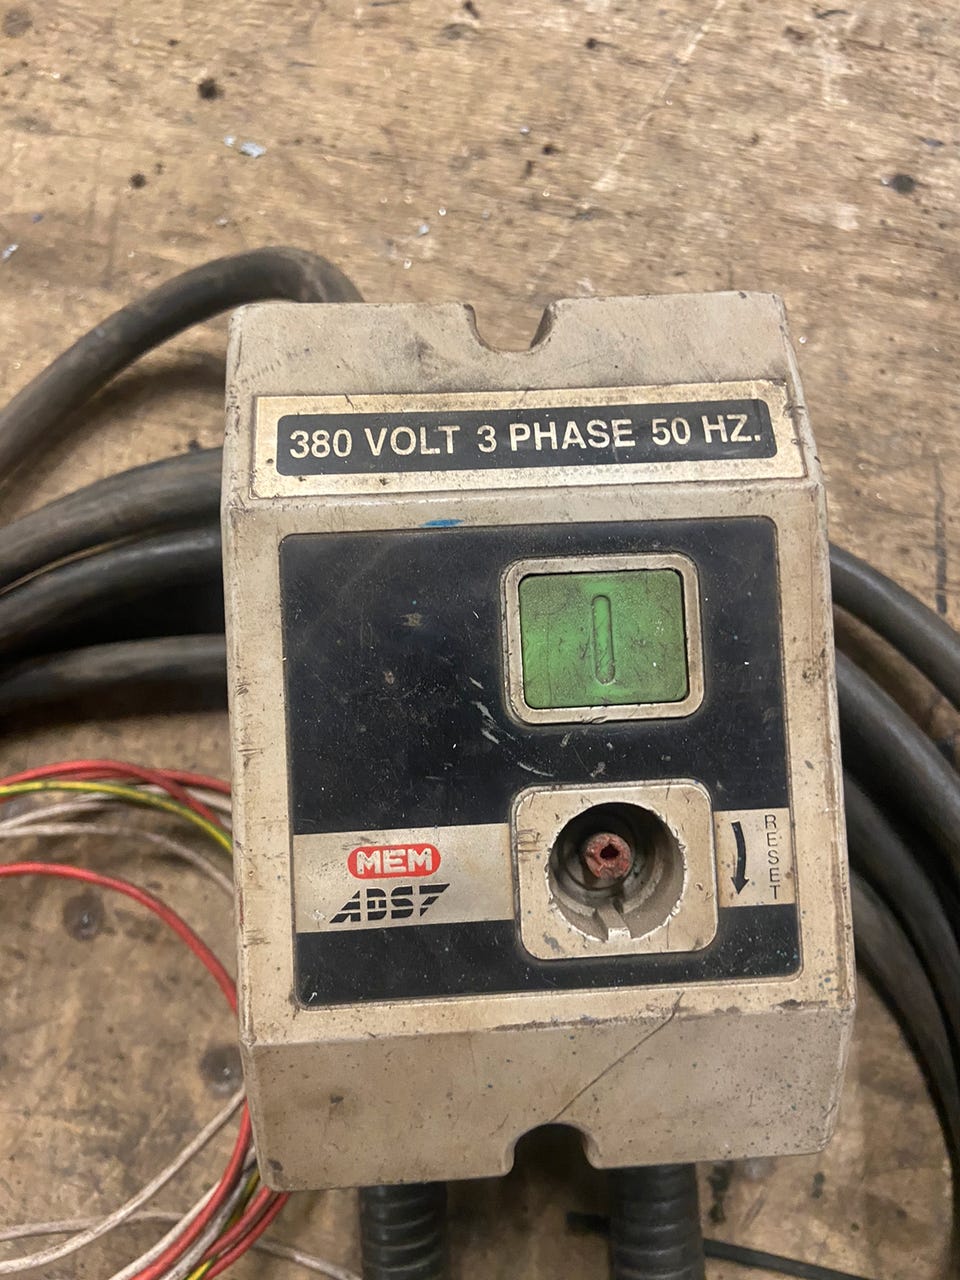 380 VOLT 3 PHASE 50 HZ.
MEM
ADS7
RESET